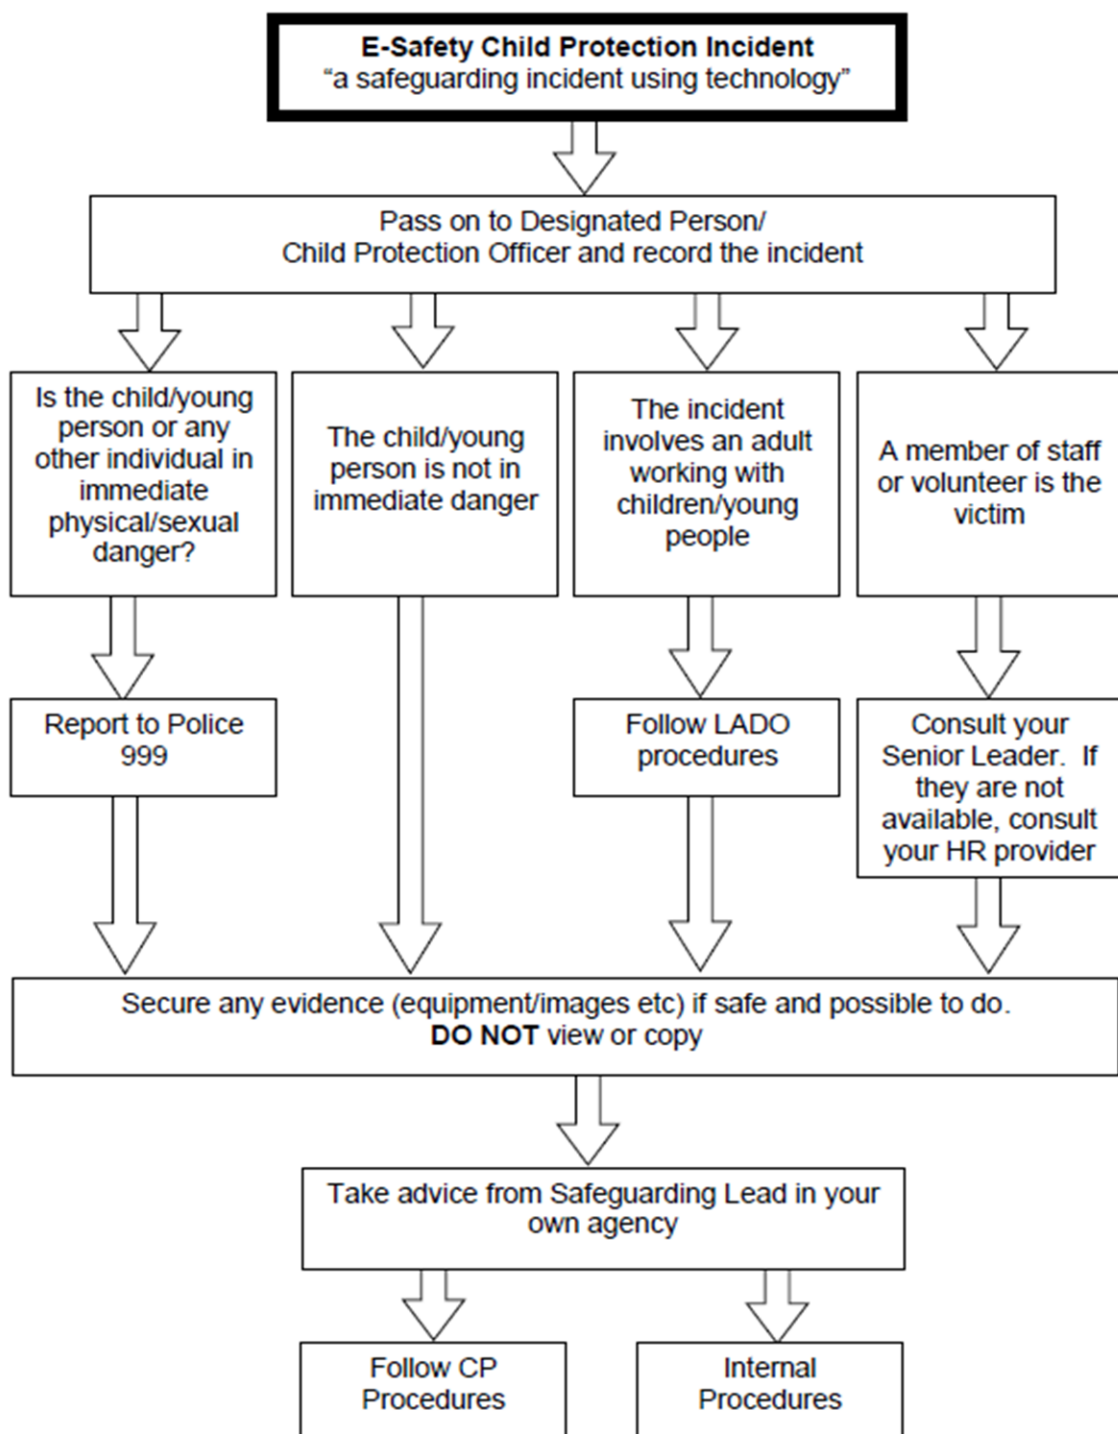 E-Safety Child Protection Incident
“a safeguarding incident using technology”
Pass on to Designated Person/
Child Protection Officer and record the incident
Is the child/young
person or any
other individual in
immediate
physical/sexual
danger?
The child/young
person is not in
immediate danger
The incident
involves an adult
working with
children/young
people
A member of staff
or volunteer is the
victim
Report to Police
999
Follow LADO
procedures
Consult your
Senior Leader.  If
they are not
available, consult
your HR provider
Secure any evidence (equipment/images etc) if safe and possible to do.
DO NOT view or copy
Take advice from Safeguarding Lead in your
own agency
Follow CP
Procedures
Internal
Procedures